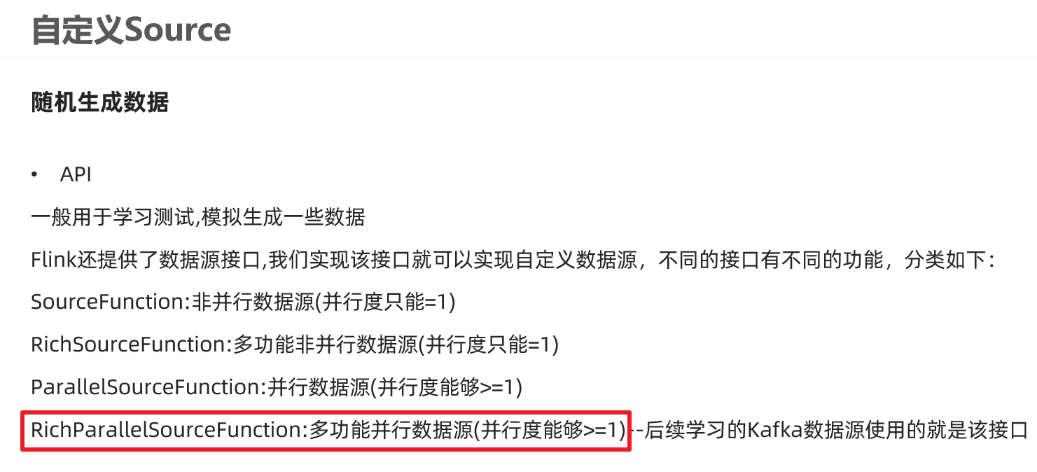 自定义Source
随机生成数据
• API
一般用于学习测试,模拟生成一些数据
Flink还提供了数据源接口,我们实现该接口就可以实现自定义数据源，不同的接口有不同的功能，分类如下：
SourceFunction:非并行数据源(并行度只能=1)
RichSourceFunction:多功能非并行数据源(并行度只能=1)
ParallelSourceFunction:并行数据源(并行度能够>=1)
RichParallelSourceFunction:多功能并行数据源(并行度能够>=1)--后续学习的Kafka数据源使用的就是该接口